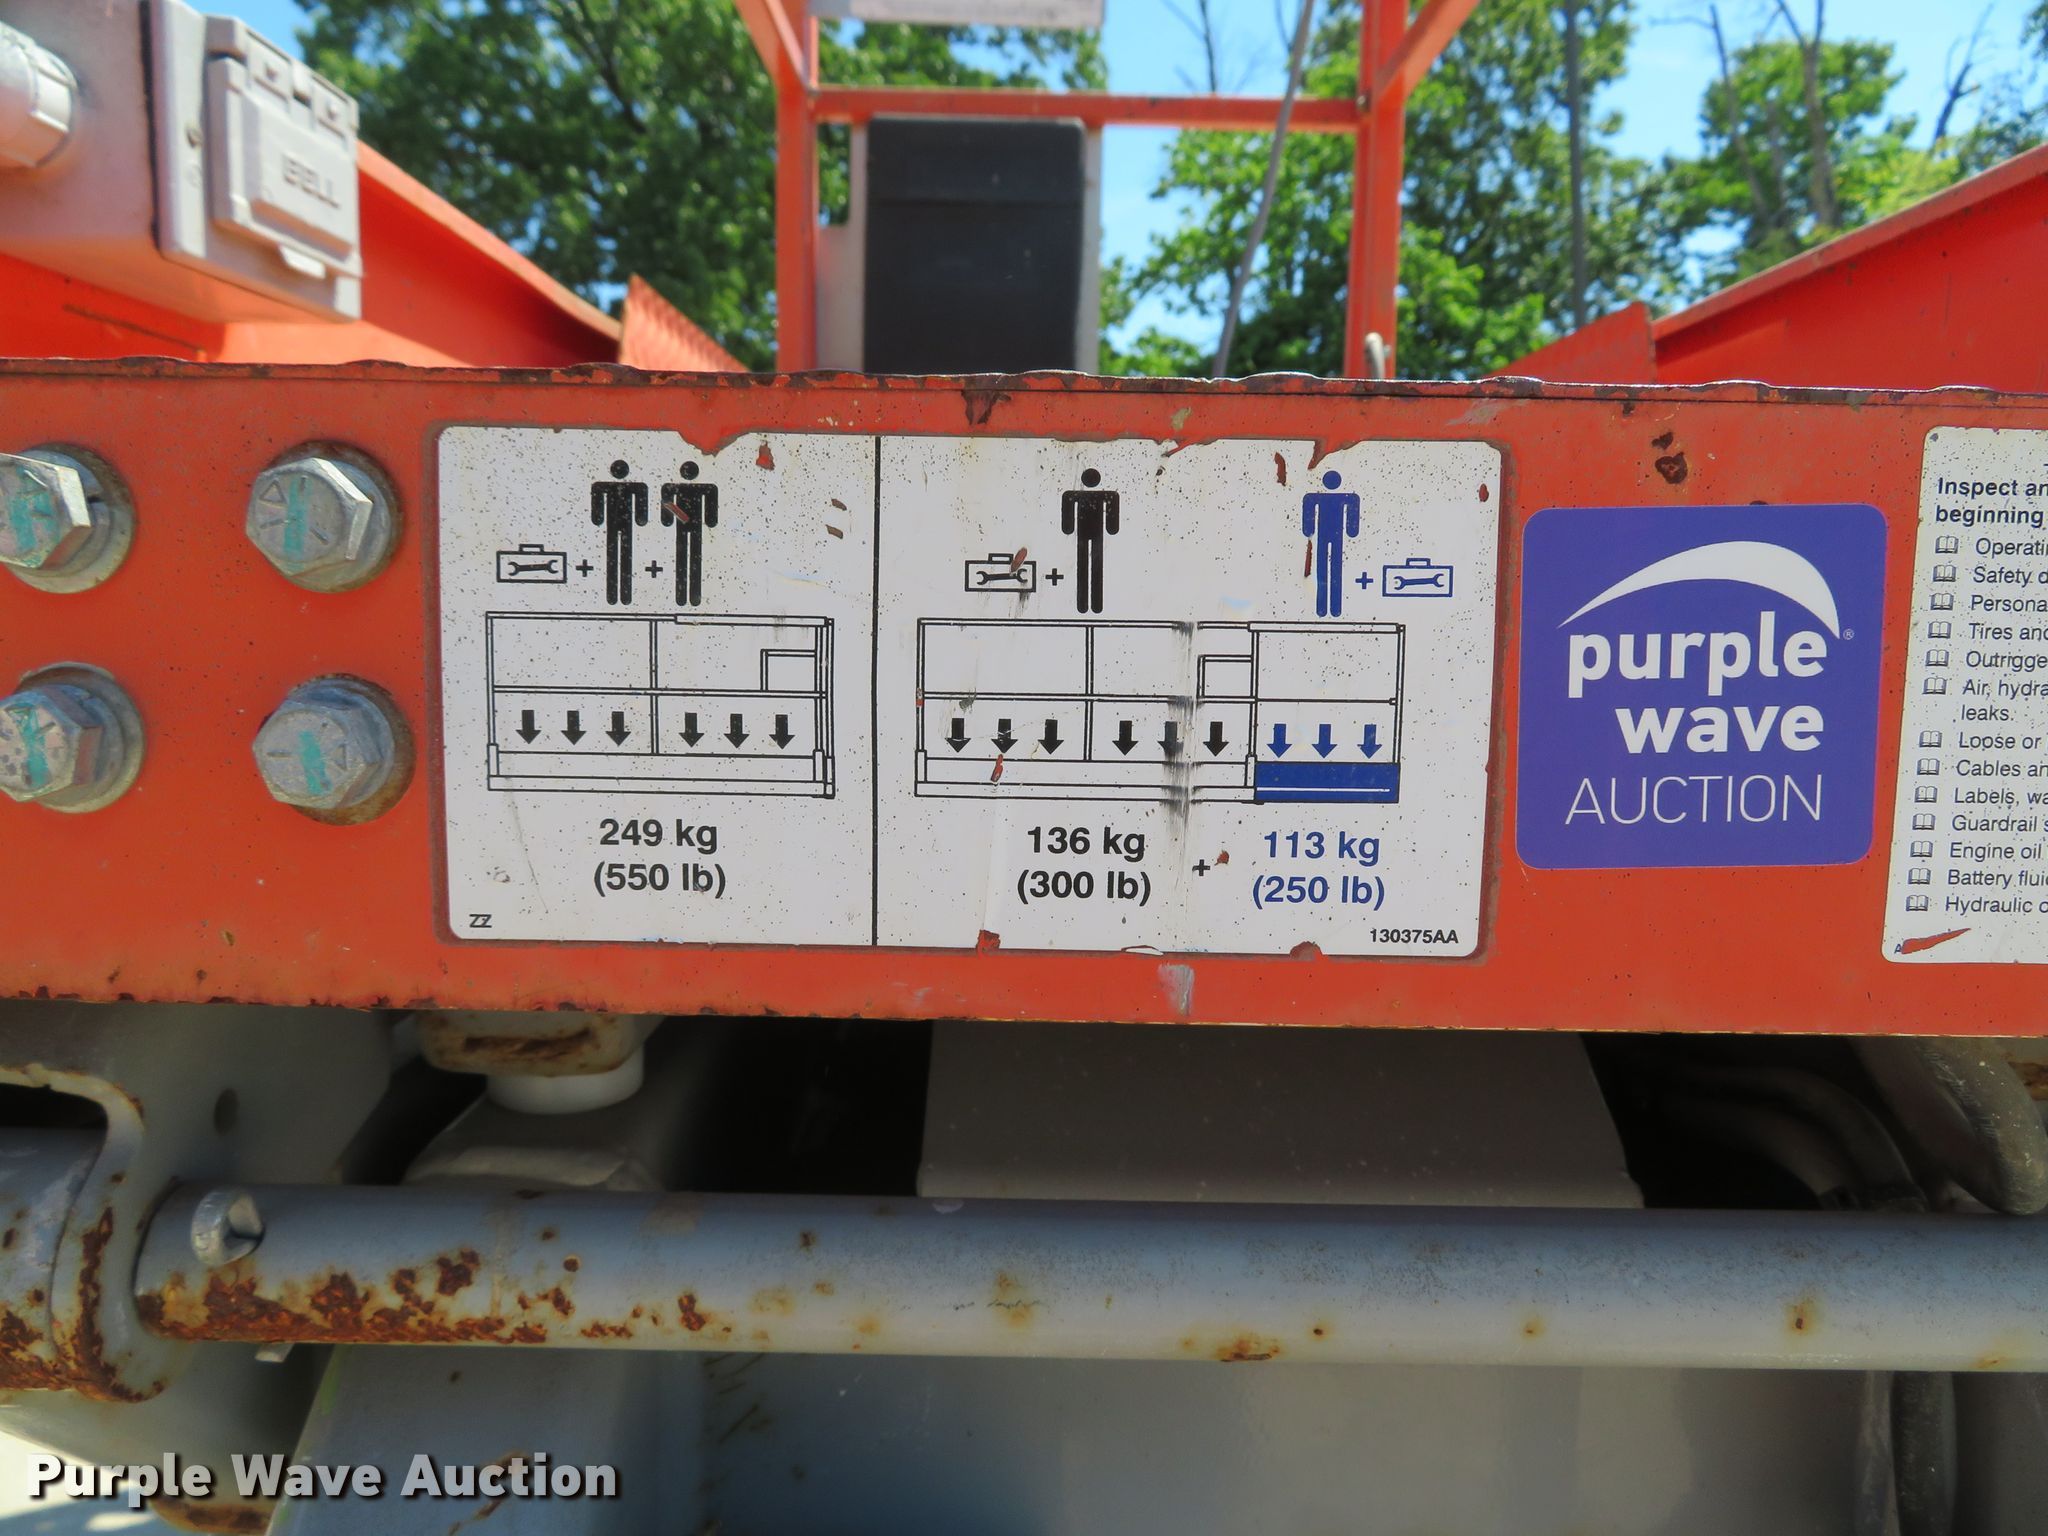 BELL
249 kg
(550 lb)
ZZ
136 kg
(300 lb)
+
113 kg
(250 lb)
130375AA
purple
wave®
AUCTION
Inspect an
beginning
Operati
Safety d
Persona
Tires and
Outrigge
Air, hydra
leaks.
Loose or
Cables an
Labels, wa
Guardrail s
Engine oil
Battery flui
Hydraulic o
Purple Wave Auction